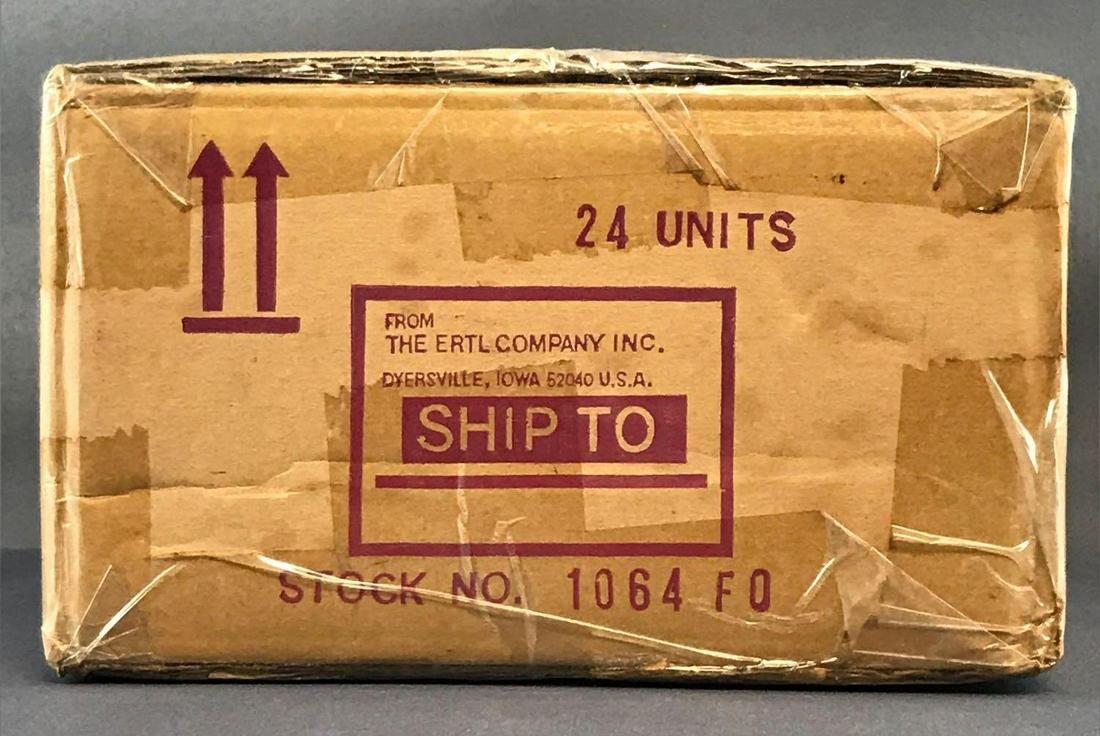 24 UNITS
FROM
THE ERTL COMPANY INC.
DYERSVILLE, IOWA 52040 U.S.A.
SHIP TO
STOCK NO. 1064 FO